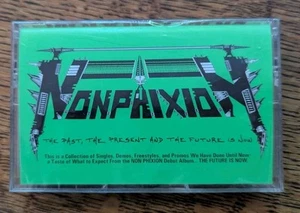 NONPHIXION
THE PAST, THE PRESENT AND THE FUTURE IS NOW
This is a Collection of Singles, Demos, Freestyles, and Promos We Have Done Until Now:
a Taste of What to Expect From the NON PHIXION Debut Album... THE FUTURE IS NOW.